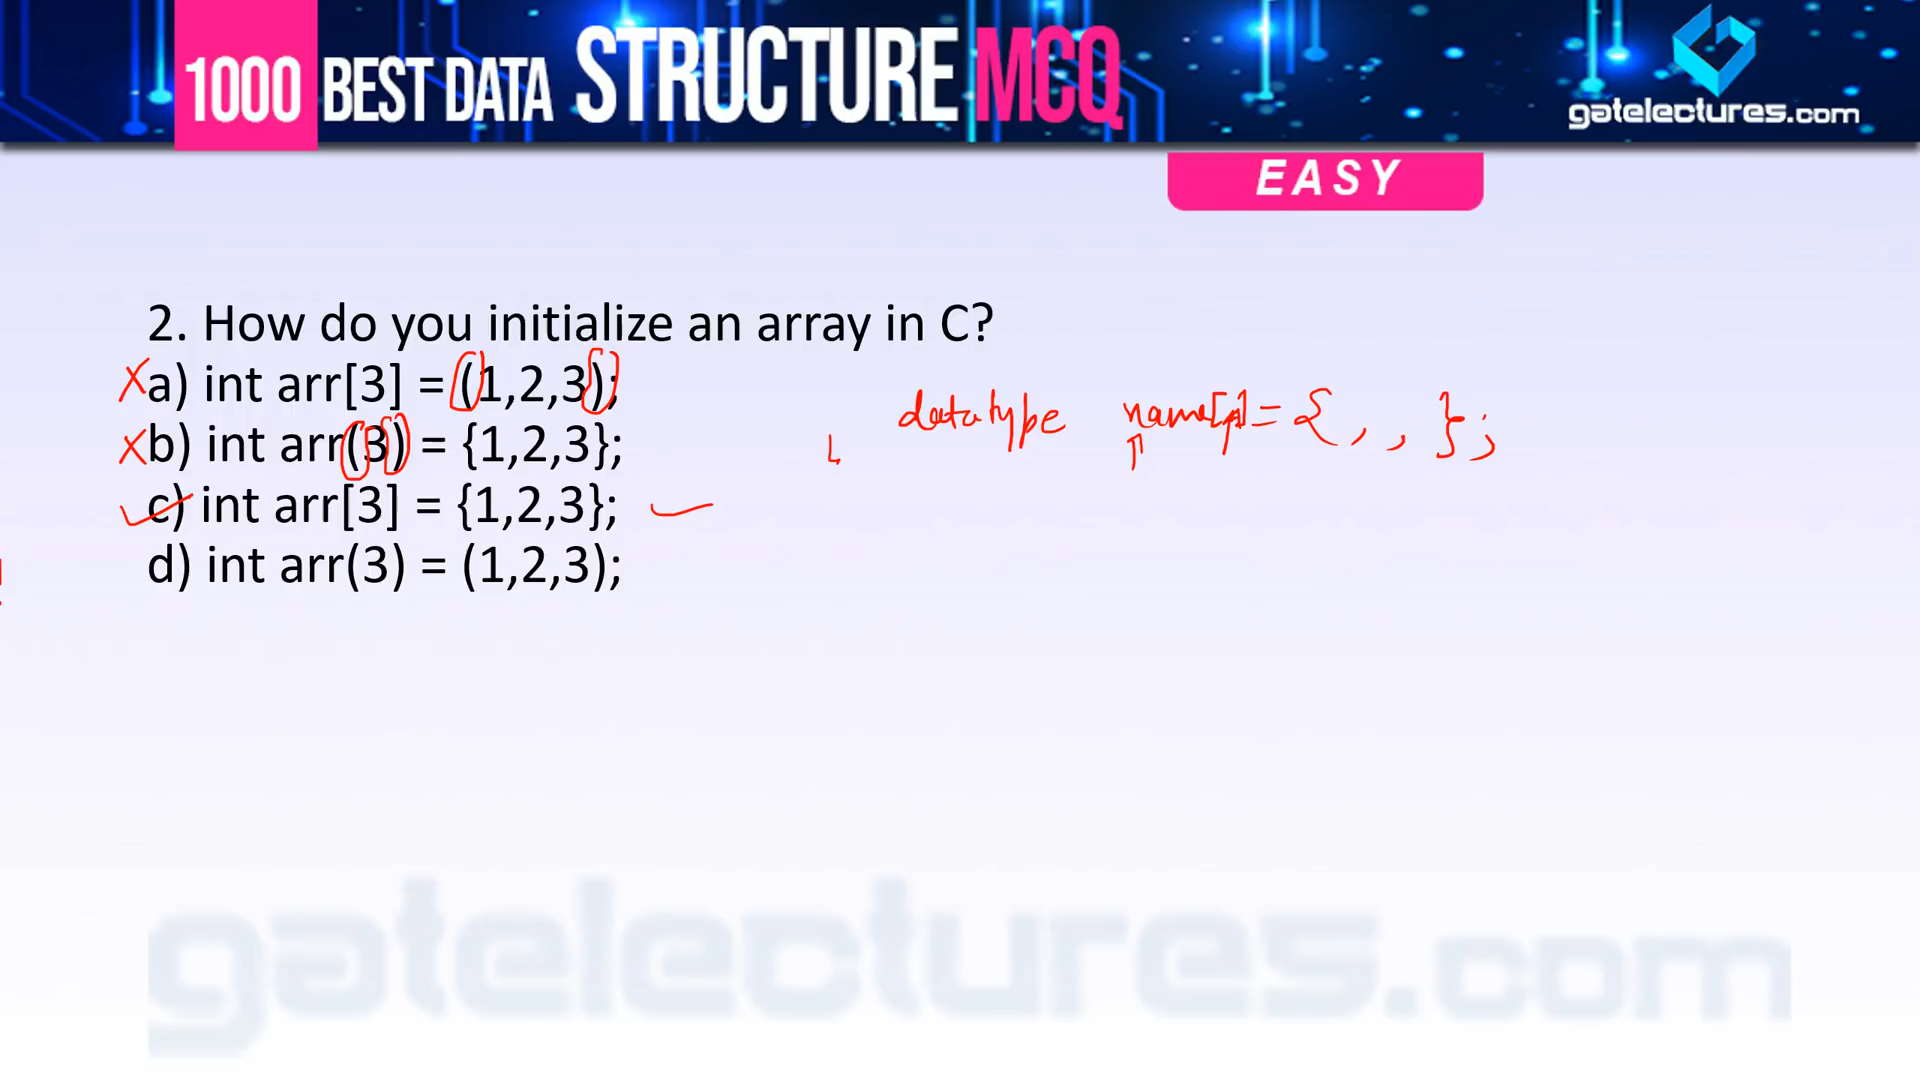 1000 BEST DATA STRUCTURE MCQ
gatelectures.com
EASY
2. How do you initialize an array in C?
a) int arr[3] = (1,2,3);
b) int arr(3) = {1,2,3};
c) int arr[3] = {1,2,3};
d) int arr(3) = (1,2,3);
datatype name[] = { , , };
gatelectures.com